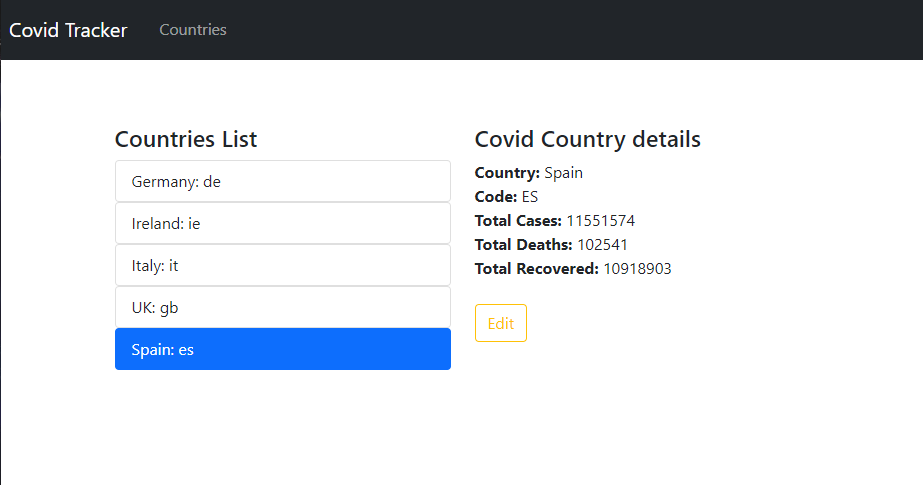 Covid Tracker Countries
Countries List
Germany: de
Ireland: ie
Italy: it
UK: gb
Spain: es
Covid Country details
Country: Spain
Code: ES
Total Cases: 11551574
Total Deaths: 102541
Total Recovered: 10918903
Edit